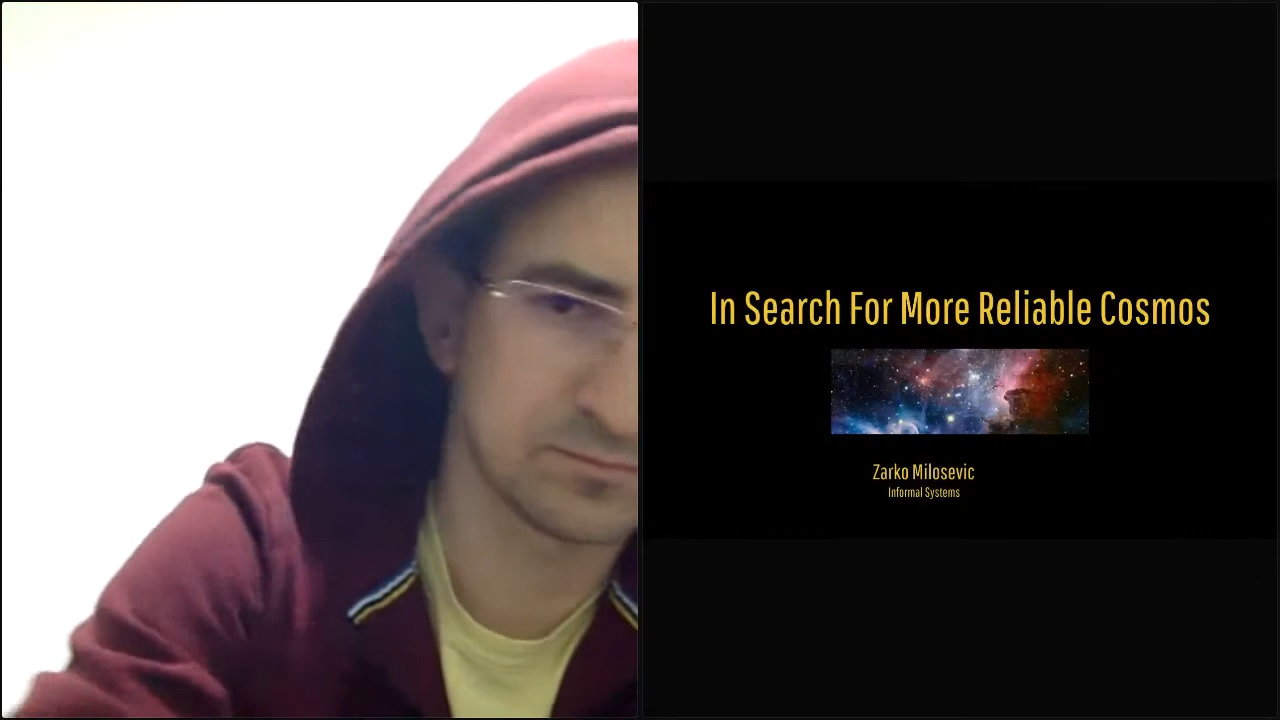 In Search For More Reliable Cosmos
Zarko Milosevic
Informal Systems